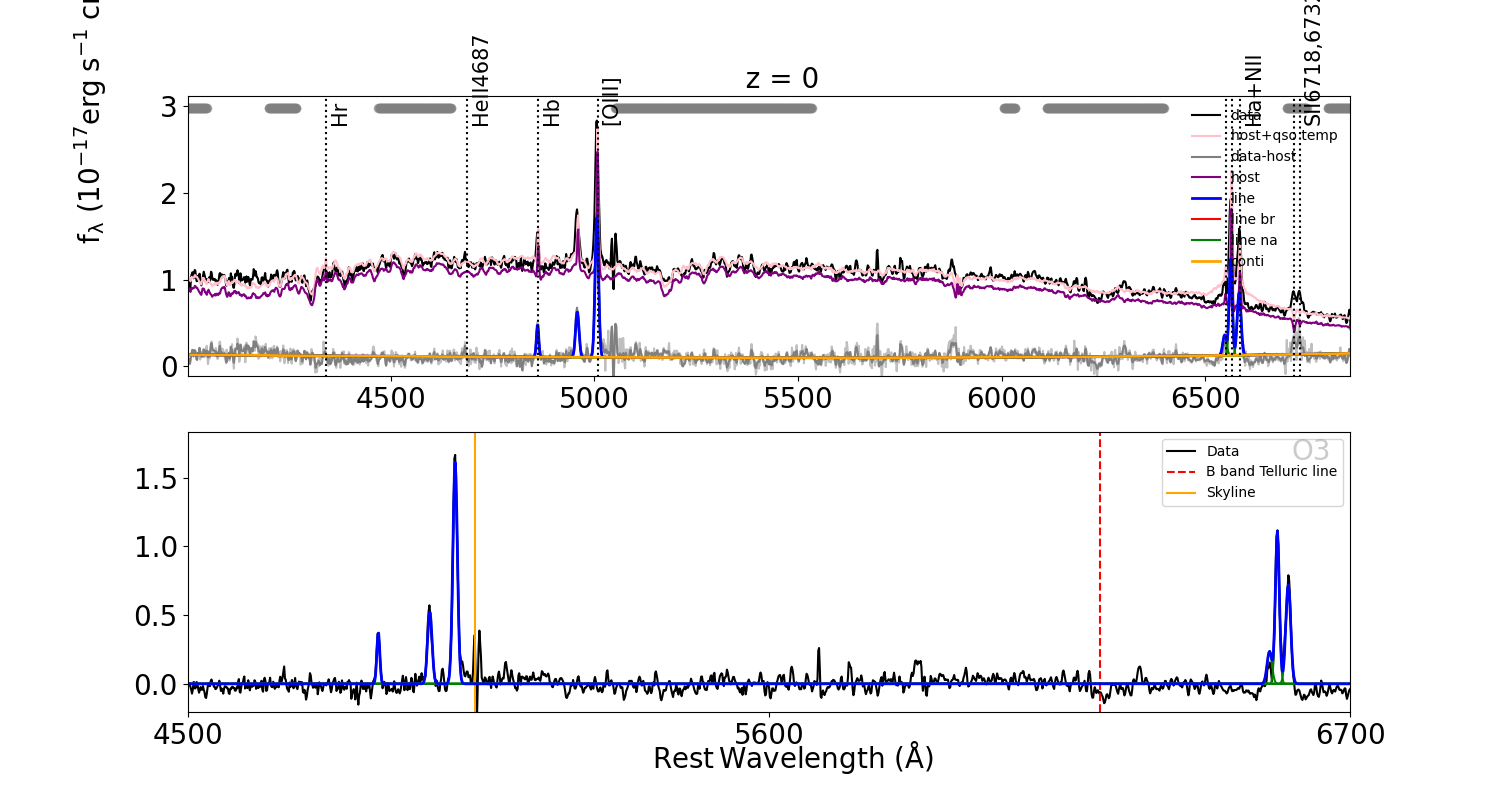 z = 0
f_λ (10^−17 erg s^−1 c
Hr
HeII4687
Hb
[OIII]
Ha+NII
SII6718,673
data
host+qso temp
data-host
host
line
line br
line na
conti
3
2
1
0
4500 5000 5500 6000 6500
O3
Data
B band Telluric line
Skyline
1.5
1.0
0.5
0.0
4500 5600 6700
Rest Wavelength (Å)